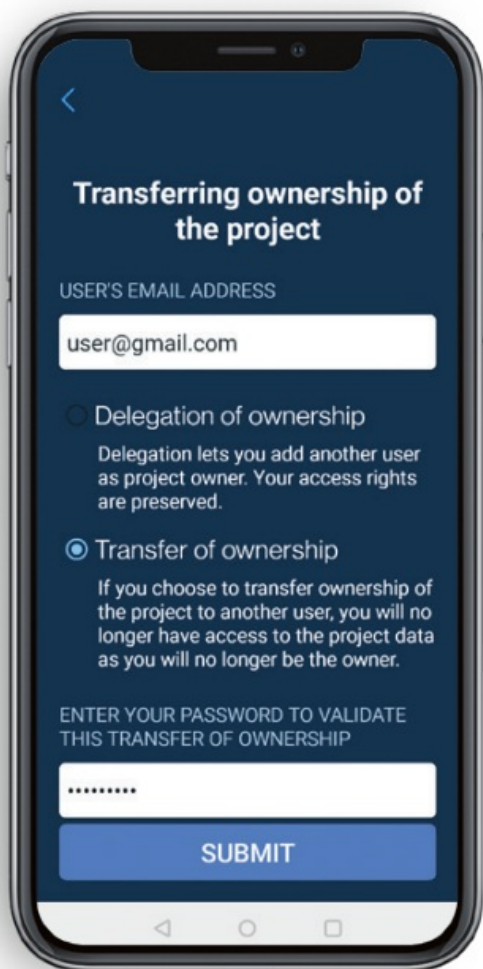 Transferring ownership of
the project
USER'S EMAIL ADDRESS
user@gmail.com
Delegation of ownership
Delegation lets you add another user
as project owner. Your access rights
are preserved.
Transfer of ownership
If you choose to transfer ownership of
the project to another user, you will no
longer have access to the project data
as you will no longer be the owner.
ENTER YOUR PASSWORD TO VALIDATE
THIS TRANSFER OF OWNERSHIP
•••••••••
SUBMIT